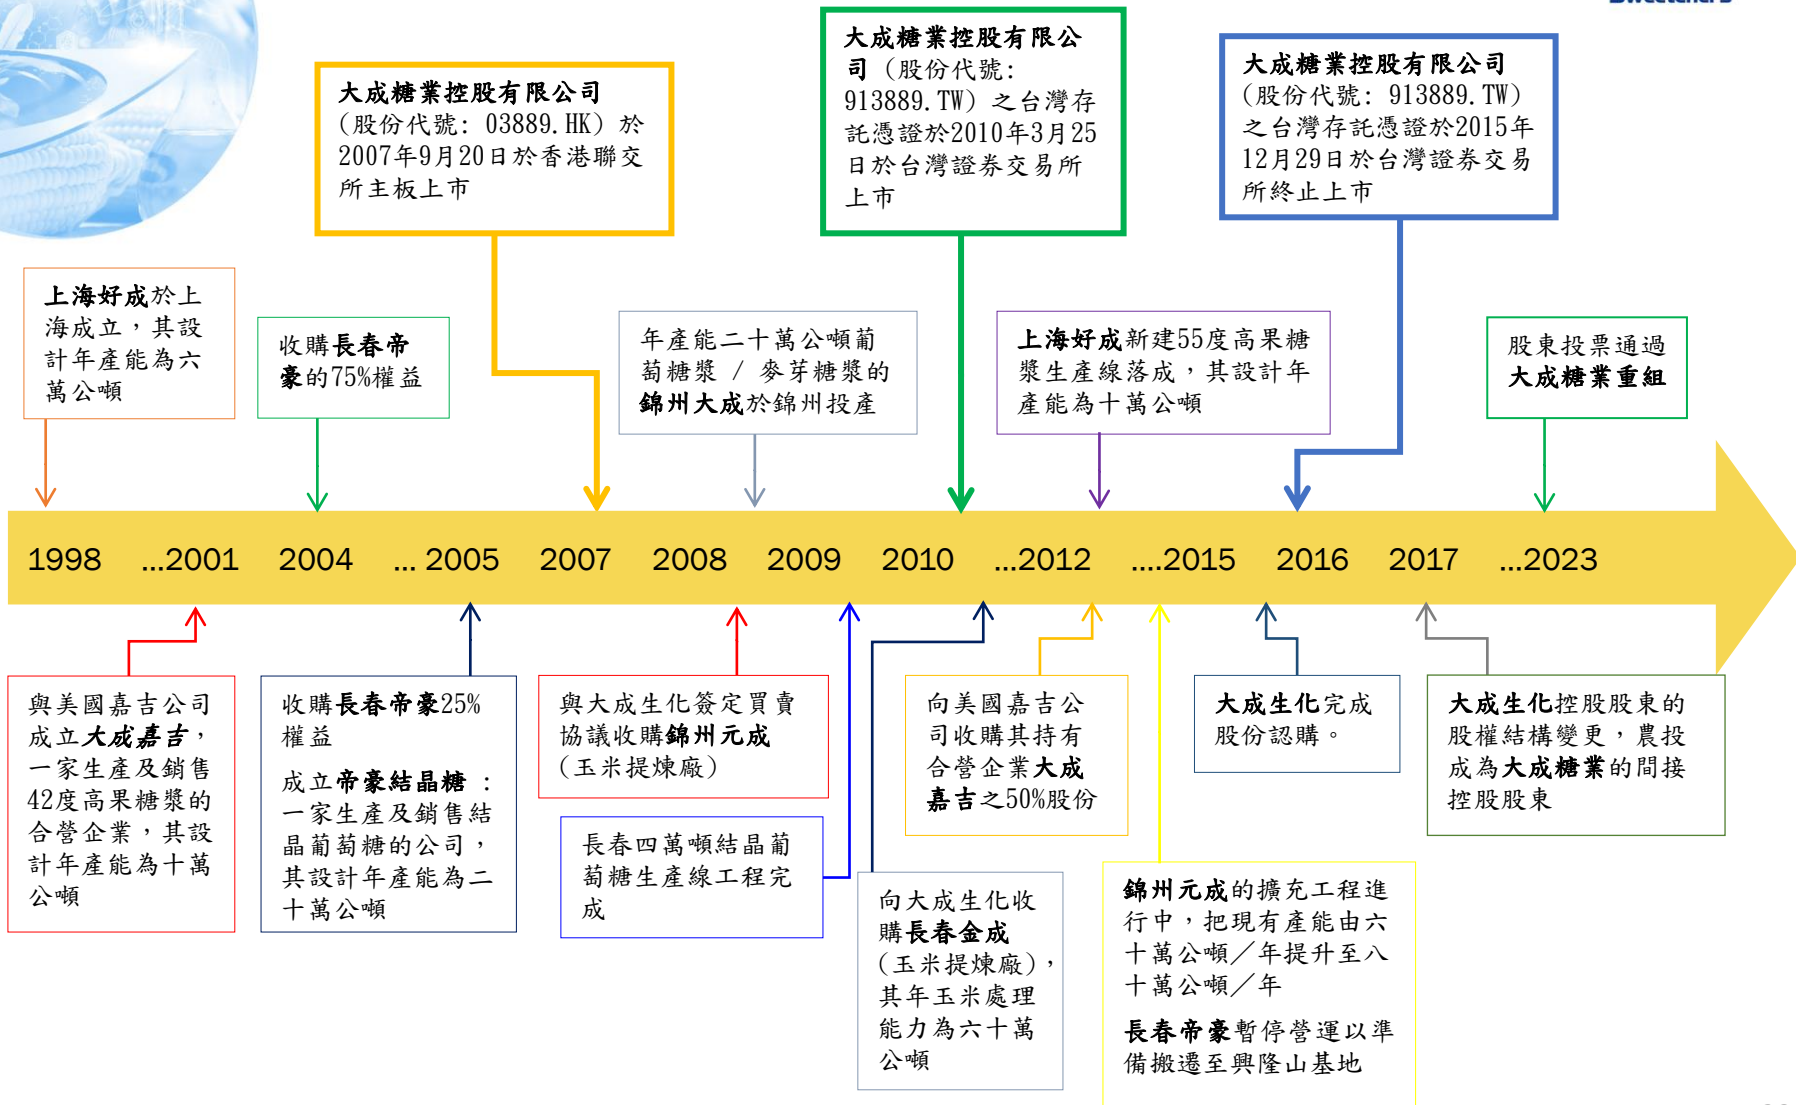 大成糖業控股有限公司
(股份代號: 03889.HK) 於
2007年9月20日於香港聯交
所主板上市
大成糖業控股有限公
司 (股份代號:
913889.TW) 之台灣存
託憑證於2010年3月25
日於台灣證券交易所
上市
大成糖業控股有限公司
(股份代號: 913889.TW)
之台灣存託憑證於2015年
12月29日於台灣證券交易
所終止上市
上海好成於上
海成立，其設
計年產能為六
萬公噸
收購長春帝
豪的75%權益
年產能二十萬公噸葡
萄糖漿 / 麥芽糖漿的
錦州大成於錦州投產
上海好成新建55度高果糖
漿生產線落成，其設計年
產能為十萬公噸
股東投票通過
大成糖業重組
1998 ...2001 2004 ... 2005 2007 2008 2009 2010 ...2012 ....2015 2016 2017 ...2023
與美國嘉吉公司
成立大成嘉吉，
一家生產及銷售
42度高果糖漿的
合營企業，其設
計年產能為十萬
公噸
收購長春帝豪25%
權益
成立帝豪結晶糖 :
一家生產及銷售結
晶葡萄糖的公司，
其設計年產能為二
十萬公噸
與大成生化簽定買賣
協議收購錦州元成
(玉米提煉廠)
長春四萬噸結晶葡
萄糖生產線工程完
成
向大成生化收
購長春金成
(玉米提煉廠)，
其年玉米處理
能力為六十萬
公噸
向美國嘉吉公
司收購其持有
合營企業大成
嘉吉之50%股份
錦州元成的擴充工程進
行中，把現有產能由六
十萬公噸／年提升至八
十萬公噸／年
長春帝豪暫停營運以準
備搬遷至興隆山基地
大成生化完成
股份認購。
大成生化控股股東的
股權結構變更，農投
成為大成糖業的間接
控股股東